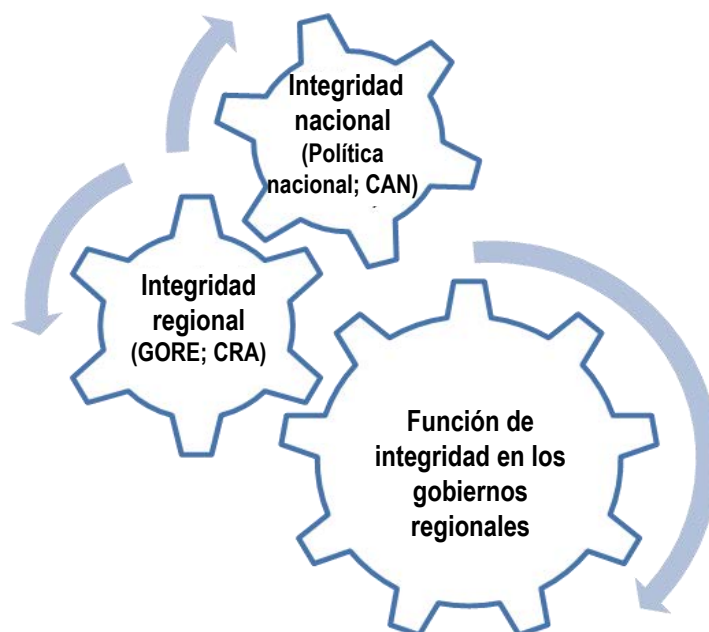 Integridad
nacional
(Política
nacional; CAN)
Integridad
regional
(GORE; CRA)
Función de
integridad en los
gobiernos
regionales